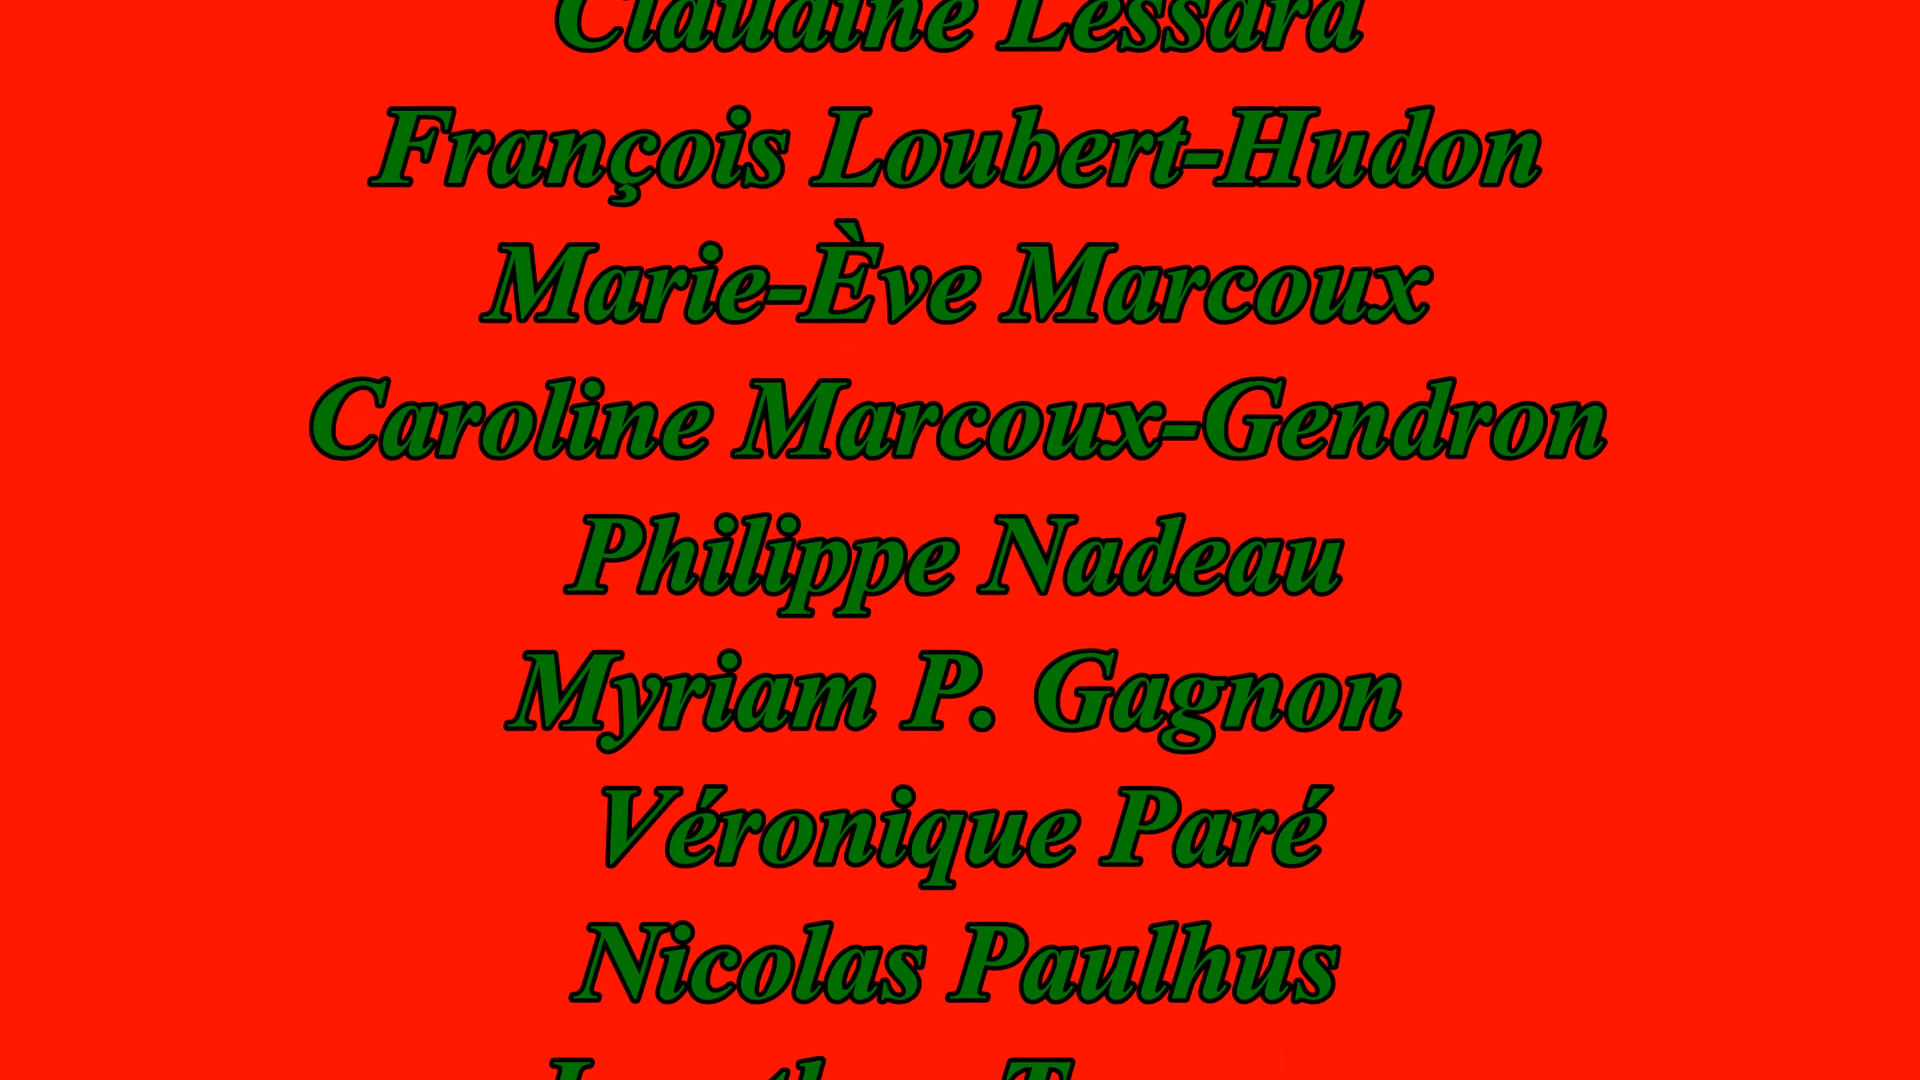 Claudine Lessard
François Loubert-Hudon
Marie-Ève Marcoux
Caroline Marcoux-Gendron
Philippe Nadeau
Myriam P. Gagnon
Véronique Paré
Nicolas Paulhus